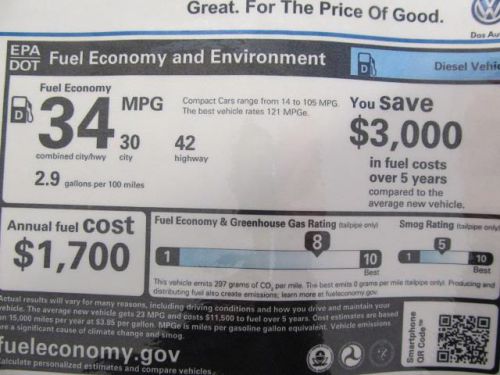 Great. For The Price Of Good.
Das Au
EPA
DOT
Fuel Economy and Environment
D
Diesel Vehic
Fuel Economy
D
34 MPG
30
42
combined city/hwy
city
highway
2.9 gallons per 100 miles
Compact Cars range from 14 to 105 MPG.
The best vehicle rates 121 MPGe.
You save
$3,000
in fuel costs
over 5 years
compared to the
average new vehicle.
Annual fuel cost
$1,700
Fuel Economy & Greenhouse Gas Rating (tailpipe only)
1
8
10
Best
Smog Rating (tailpipe only)
1
5
10
Best
This vehicle emits 297 grams of CO2 per mile. The best emits 0 grams per mile (tailpipe only). Producing and
distributing fuel also create emissions; learn more at fueleconomy.gov.
Actual results will vary for many reasons, including driving conditions and how you drive and maintain your
vehicle. The average new vehicle gets 23 MPG and costs $11,500 to fuel over 5 years. Cost estimates are based
on 15,000 miles per year at $3.95 per gallon. MPGe is miles per gasoline gallon equivalent. Vehicle emissions
are a significant cause of climate change and smog.
fueleconomy.gov
Calculate personalized estimates and compare vehicles
Smartphone
QR Code™